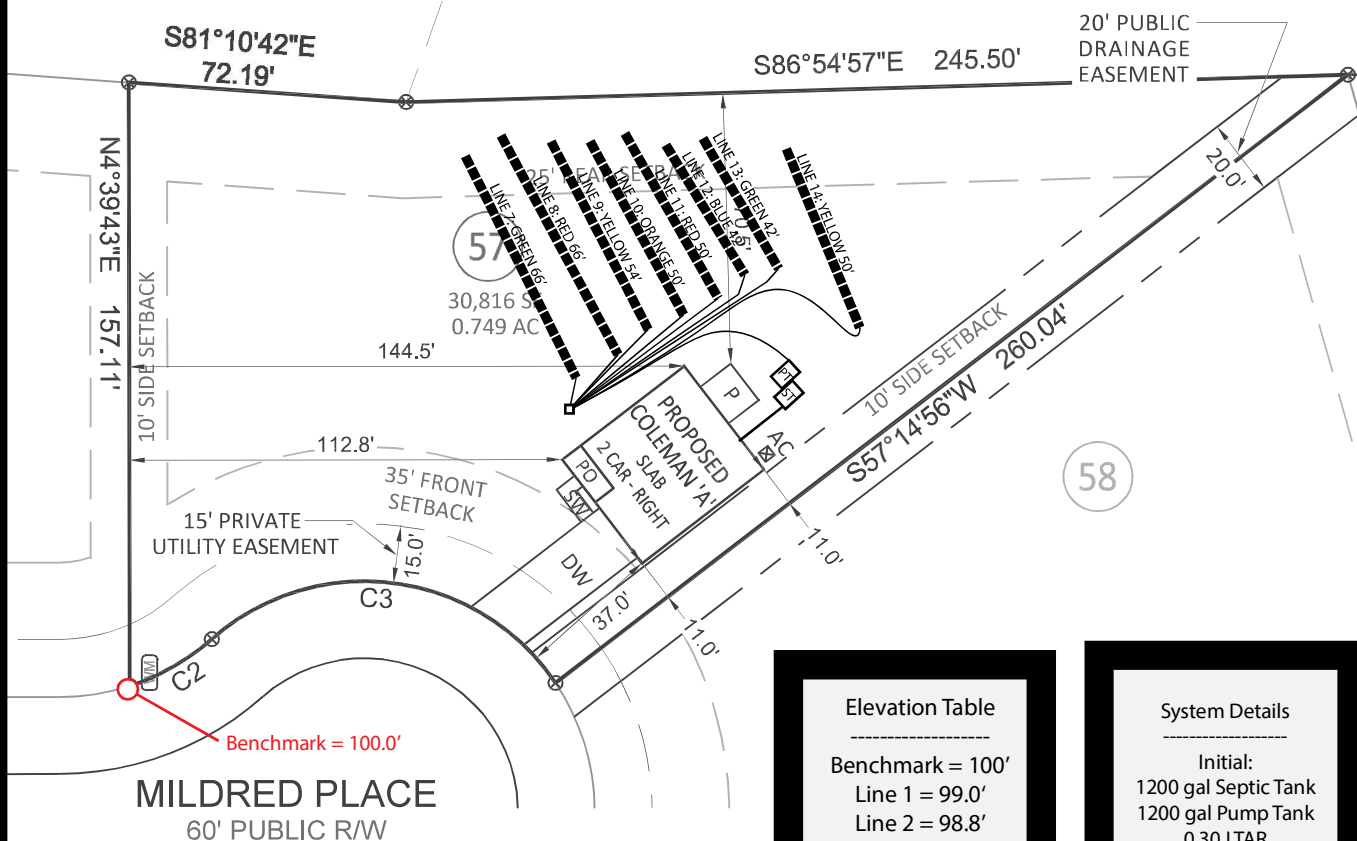 S81°10'42"E
72.19'
S86°54'57"E 245.50'
20' PUBLIC
DRAINAGE
EASEMENT
20.0'
N4°39'43"E 157.11'
10' SIDE SETBACK
25' REAR SETBACK
LINE 7: GREEN 66'
LINE 8: RED 66'
LINE 9: YELLOW 54'
LINE 10: ORANGE 50'
LINE 11: RED 50'
LINE 12: BLUE 42'
LINE 13: GREEN 42'
LINE 14: YELLOW 50'
57
30,816 S
0.749 AC
144.5'
112.8'
P
PT
ST
AC
PROPOSED
COLEMAN 'A'
SLAB
2 CAR - RIGHT
PO
SW
DW
10' SIDE SETBACK
S57°14'56"W 260.04'
58
35' FRONT
SETBACK
15' PRIVATE
UTILITY EASEMENT
15.0'
C3
C2
WM
37.0'
11.0'
11.0'
Benchmark = 100.0'
MILDRED PLACE
60' PUBLIC R/W
Elevation Table
-------------------
Benchmark = 100'
Line 1 = 99.0'
Line 2 = 98.8'
System Details
-------------------
Initial:
1200 gal Septic Tank
1200 gal Pump Tank
0.30 LTAR